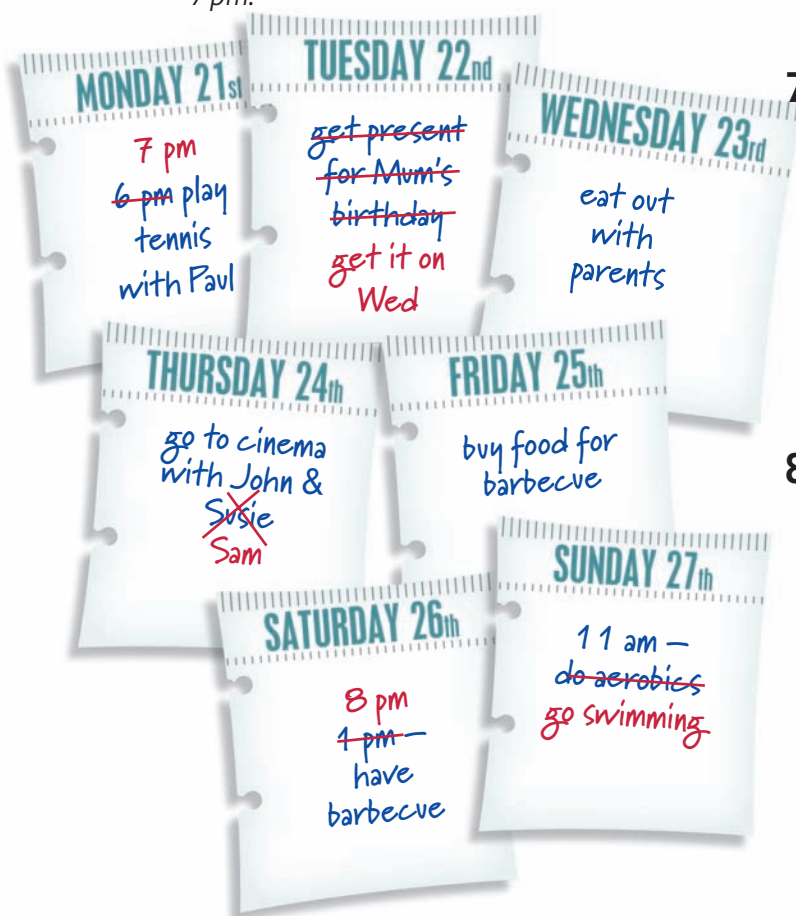 7 pm.
MONDAY 21st
7 pm
6 pm play
tennis
with Paul
TUESDAY 22nd
get present
for Mum's
birthday
get it on
Wed
WEDNESDAY 23rd
eat out
with
parents
THURSDAY 24th
go to cinema
with John &
Susie
Sam
FRIDAY 25th
buy food for
barbecue
SATURDAY 26th
8 pm
1 pm –
have
barbecue
SUNDAY 27th
11 am –
do aerobics
go swimming
7
8